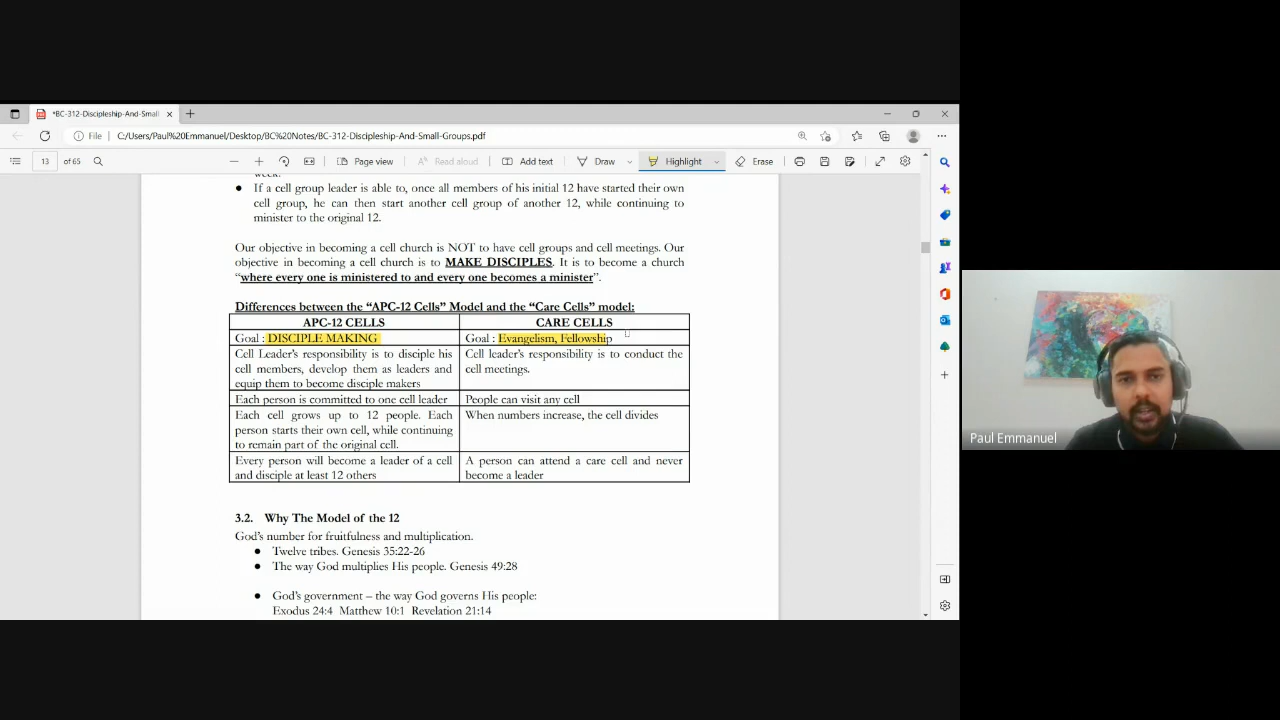 *BC-312-Discipleship-And-Small
File
C:/Users/Paul%20Emmanuel/Desktop/BC%20Notes/BC-312-Discipleship-And-Small-Groups.pdf
13 of 65
Page view
Read aloud
Add text
Draw
Highlight
Erase
week.
● If a cell group leader is able to, once all members of his initial 12 have started their own
cell group, he can then start another cell group of another 12, while continuing to
minister to the original 12.
Our objective in becoming a cell church is NOT to have cell groups and cell meetings. Our
objective in becoming a cell church is to MAKE DISCIPLES. It is to become a church
“where every one is ministered to and every one becomes a minister”.
Differences between the “APC-12 Cells” Model and the “Care Cells” model:
APC-12 CELLS
CARE CELLS
Goal : DISCIPLE MAKING
Goal : Evangelism, Fellowship
Cell Leader’s responsibility is to disciple his
cell members, develop them as leaders and
equip them to become disciple makers
Cell leader’s responsibility is to conduct the
cell meetings.
Each person is committed to one cell leader
People can visit any cell
Each cell grows up to 12 people. Each
person starts their own cell, while continuing
to remain part of the original cell.
When numbers increase, the cell divides
Every person will become a leader of a cell
and disciple at least 12 others
A person can attend a care cell and never
become a leader
3.2. Why The Model of the 12
God’s number for fruitfulness and multiplication.
● Twelve tribes. Genesis 35:22-26
● The way God multiplies His people. Genesis 49:28
● God’s government – the way God governs His people:
Exodus 24:4 Matthew 10:1 Revelation 21:14
Paul Emmanuel